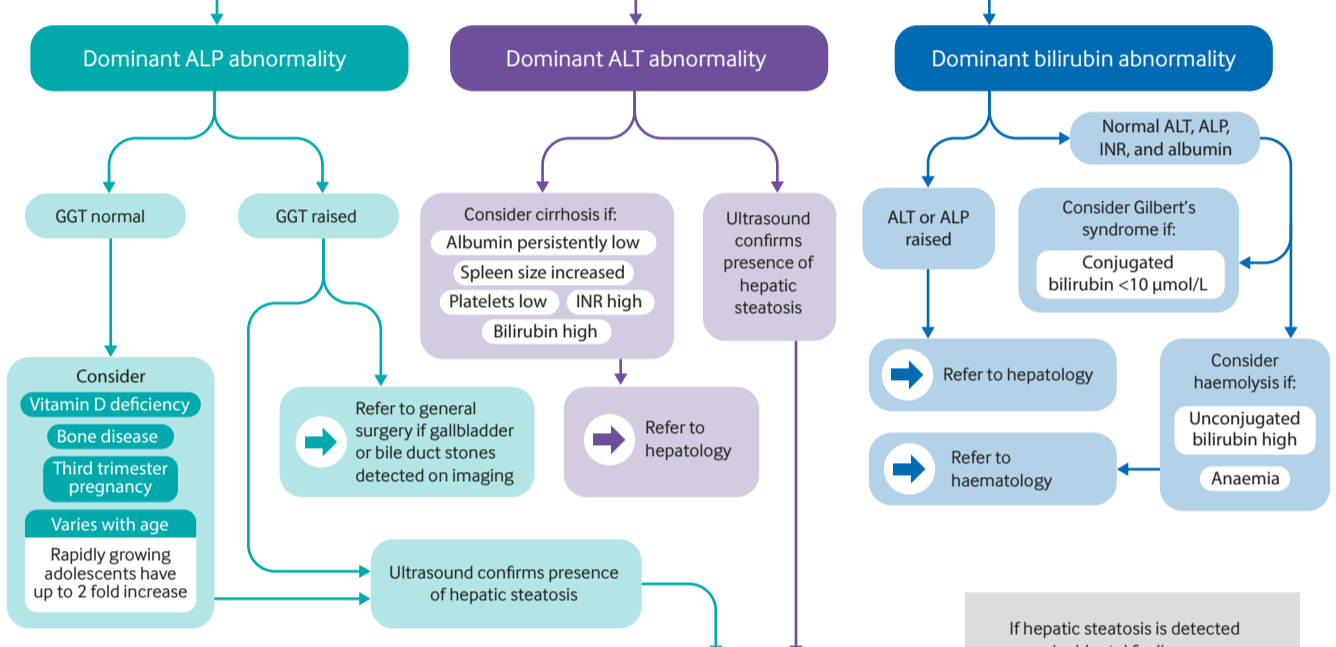 Dominant ALP abnormality
GGT normal
GGT raised
Consider
Vitamin D deficiency
Bone disease
Third trimester
pregnancy
Varies with age
Rapidly growing
adolescents have
up to 2 fold increase
Refer to general
surgery if gallbladder
or bile duct stones
detected on imaging
Ultrasound confirms presence
of hepatic steatosis
Dominant ALT abnormality
Consider cirrhosis if:
Albumin persistently low
Spleen size increased
Platelets low
INR high
Bilirubin high
Refer to
hepatology
Ultrasound
confirms
presence of
hepatic
steatosis
Dominant bilirubin abnormality
Normal ALT, ALP,
INR, and albumin
ALT or ALP
raised
Consider Gilbert's
syndrome if:
Conjugated
bilirubin <10 μmol/L
Refer to hepatology
Consider
haemolysis if:
Unconjugated
bilirubin high
Anaemia
Refer to
haematology
If hepatic steatosis is detected